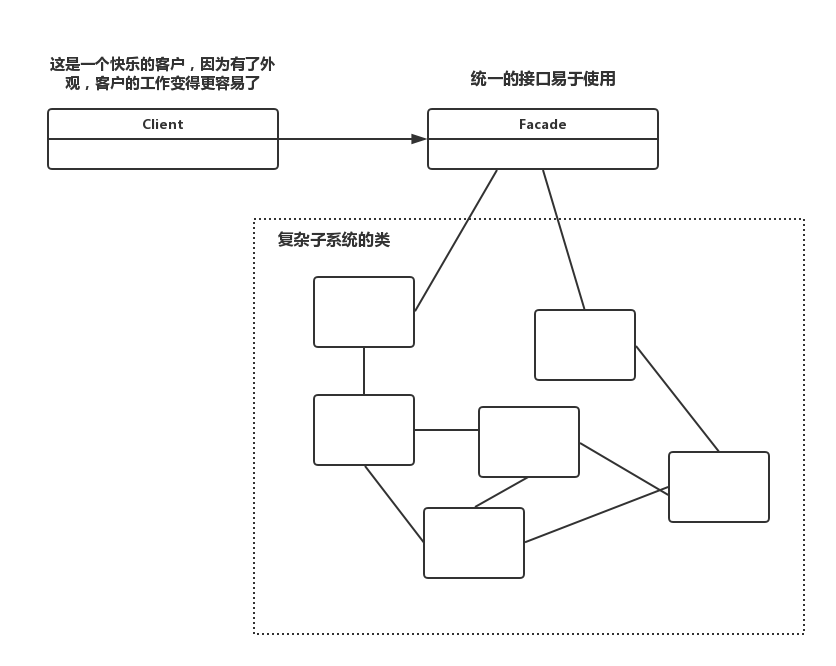 这是一个快乐的客户，因为有了外
观，客户的工作变得更容易了
统一的接口易于使用
Client
Facade
复杂子系统的类